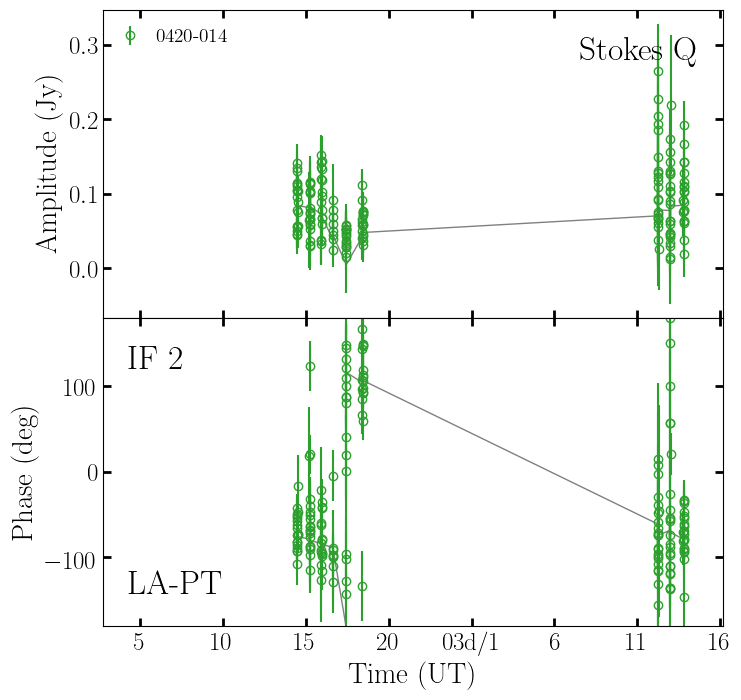 0420-014
Stokes Q
0.3
0.2
0.1
0.0
Amplitude (Jy)
IF 2
100
0
−100
Phase (deg)
LA-PT
5 10 15 20 03d/1 6 11 16
Time (UT)